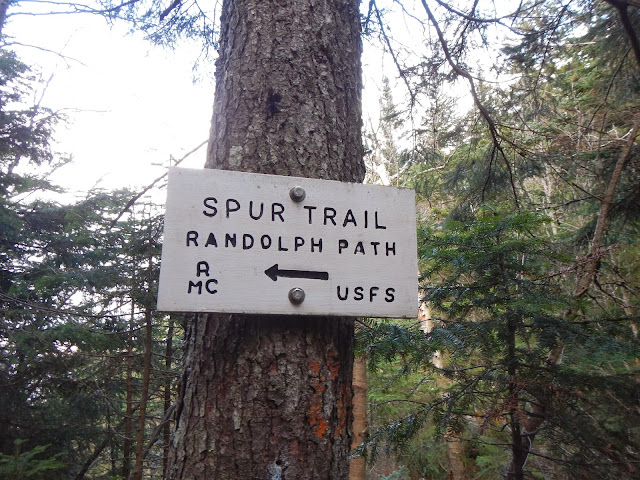 SPUR TRAIL
RANDOLPH PATH
R
MC
USFS